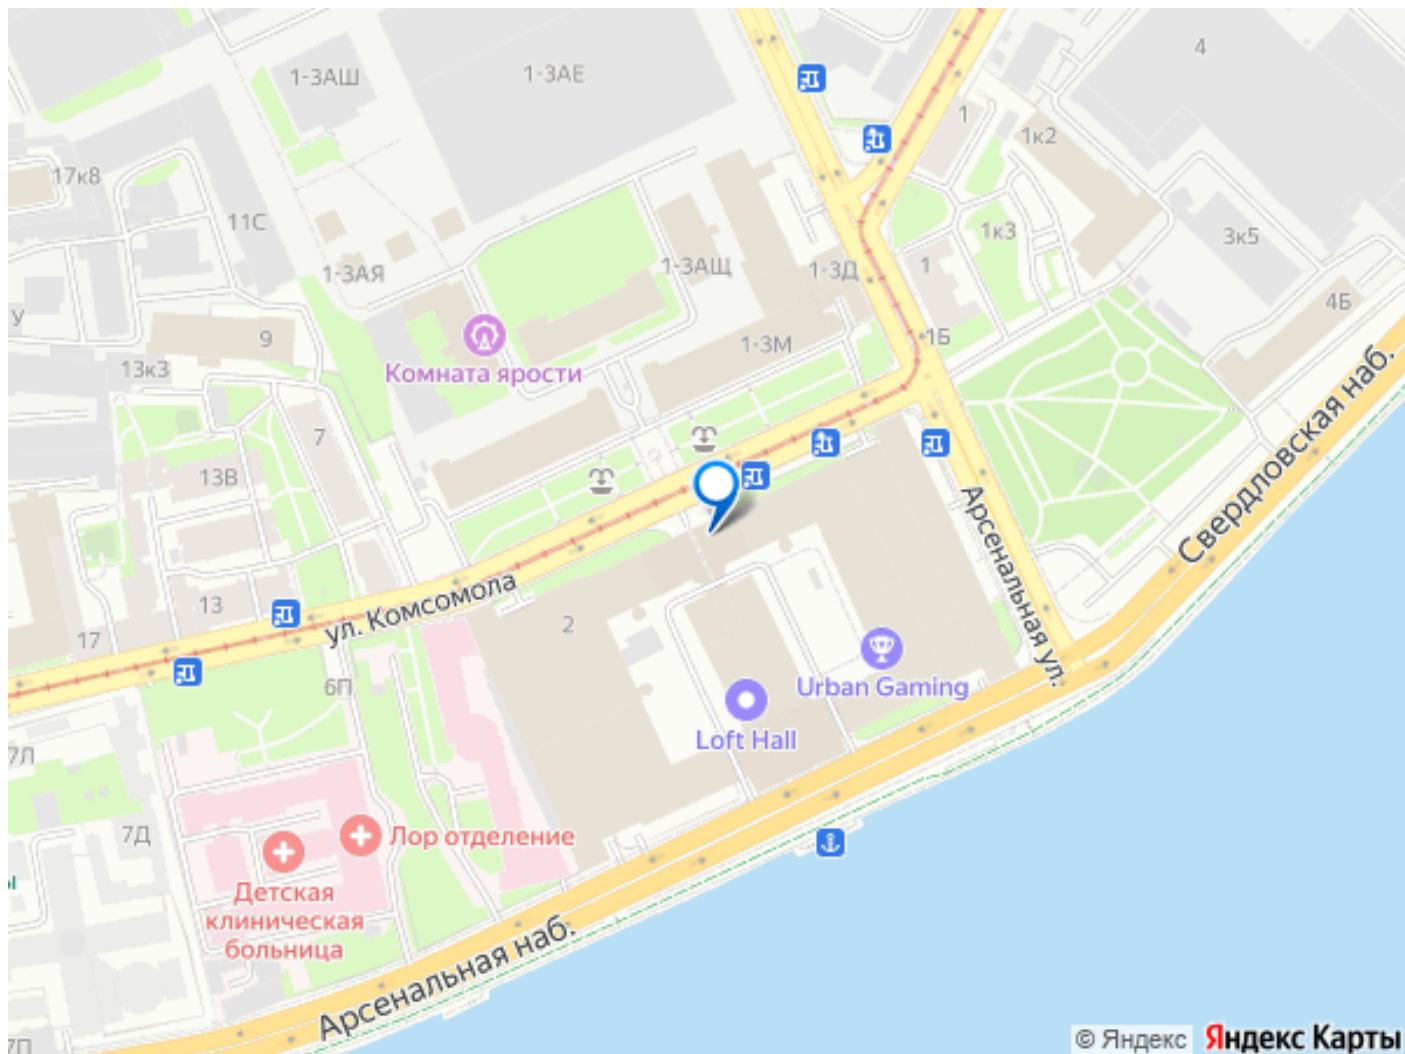 4
1-3АШ
1-3АЕ
1
1к2
17к8
11С
1к3
3к5
1-3АЩ
1-3Д
1
1-3АЯ
4Б
У
9
1Б
1-3М
13к3
Комната ярости
Свердловская наб.
7
13В
Арсенальная ул.
ул. Комсомола
13
2
17
6П
Urban Gaming
Loft Hall
7Л
7Д
Лор отделение
ы
Детская
клиническая
больница
Арсенальная наб.
7П
© Яндекс Яндекс Карты